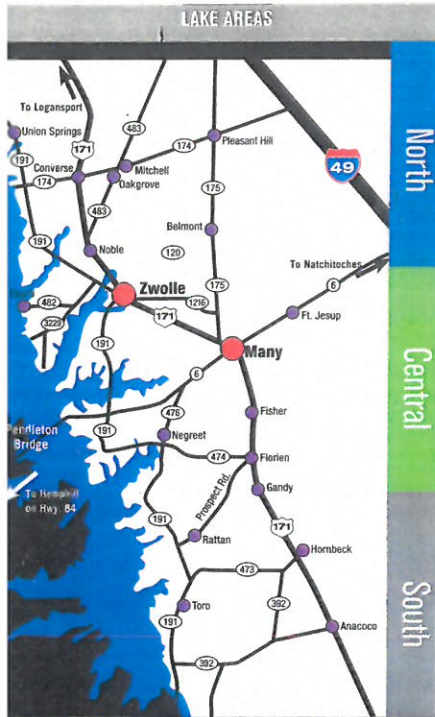 LAKE AREAS
North
Central
South
To Logansport
Union Springs
191
171
483
174
Pleasant Hill
49
Converse
Mitchell
Oakgrove
174
483
175
Belmont
120
191
Noble
To Natchitoches
175
6
482
Zwolle
1216
Ft. Jesup
3229
171
191
Many
6
476
Fisher
Pendleton
Bridge
191
Negreet
474
Florien
Gandy
Prospect Rd.
To Hemphill
on Hwy. 84
191
171
Rattan
Hornbeck
473
Toro
191
392
Anacoco
392